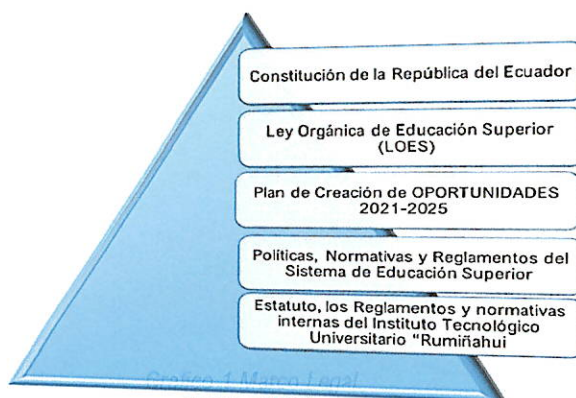 Constitución de la República del Ecuador
Ley Orgánica de Educación Superior
(LOES)
Plan de Creación de OPORTUNIDADES
2021-2025
Políticas, Normativas y Reglamentos del
Sistema de Educación Superior
Estatuto, los Reglamentos y normativas
internas del Instituto Tecnológico
Universitario "Rumiñahui
Grafico 1 Marco Legal